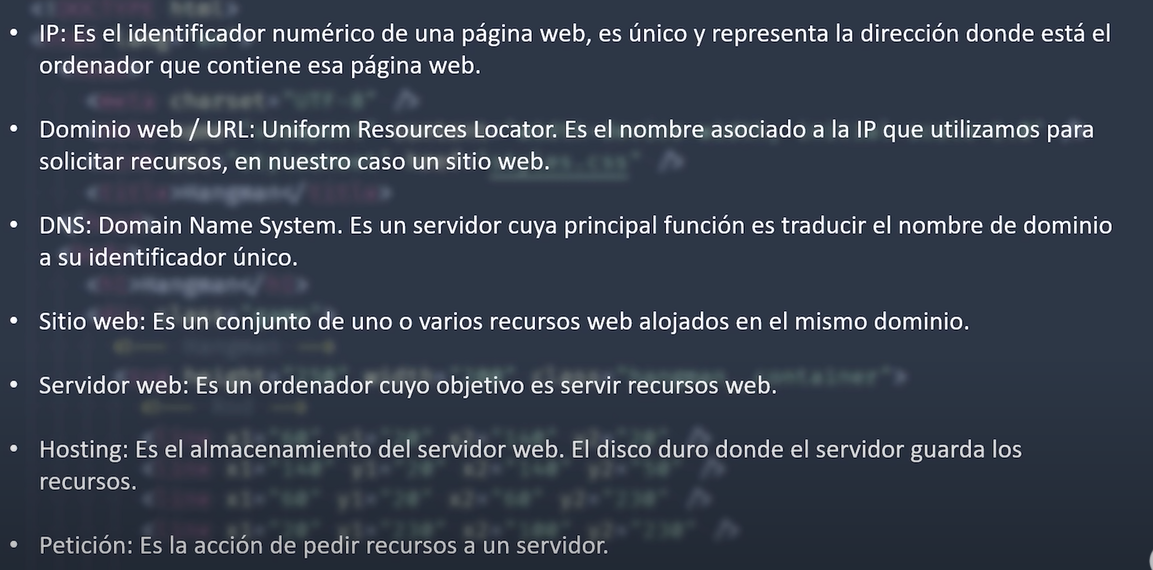 • IP: Es el identificador numérico de una página web, es único y representa la dirección donde está el
ordenador que contiene esa página web.
• Dominio web / URL: Uniform Resources Locator. Es el nombre asociado a la IP que utilizamos para
solicitar recursos, en nuestro caso un sitio web.
• DNS: Domain Name System. Es un servidor cuya principal función es traducir el nombre de dominio
a su identificador único.
• Sitio web: Es un conjunto de uno o varios recursos web alojados en el mismo dominio.
• Servidor web: Es un ordenador cuyo objetivo es servir recursos web.
• Hosting: Es el almacenamiento del servidor web. El disco duro donde el servidor guarda los
recursos.
• Petición: Es la acción de pedir recursos a un servidor.